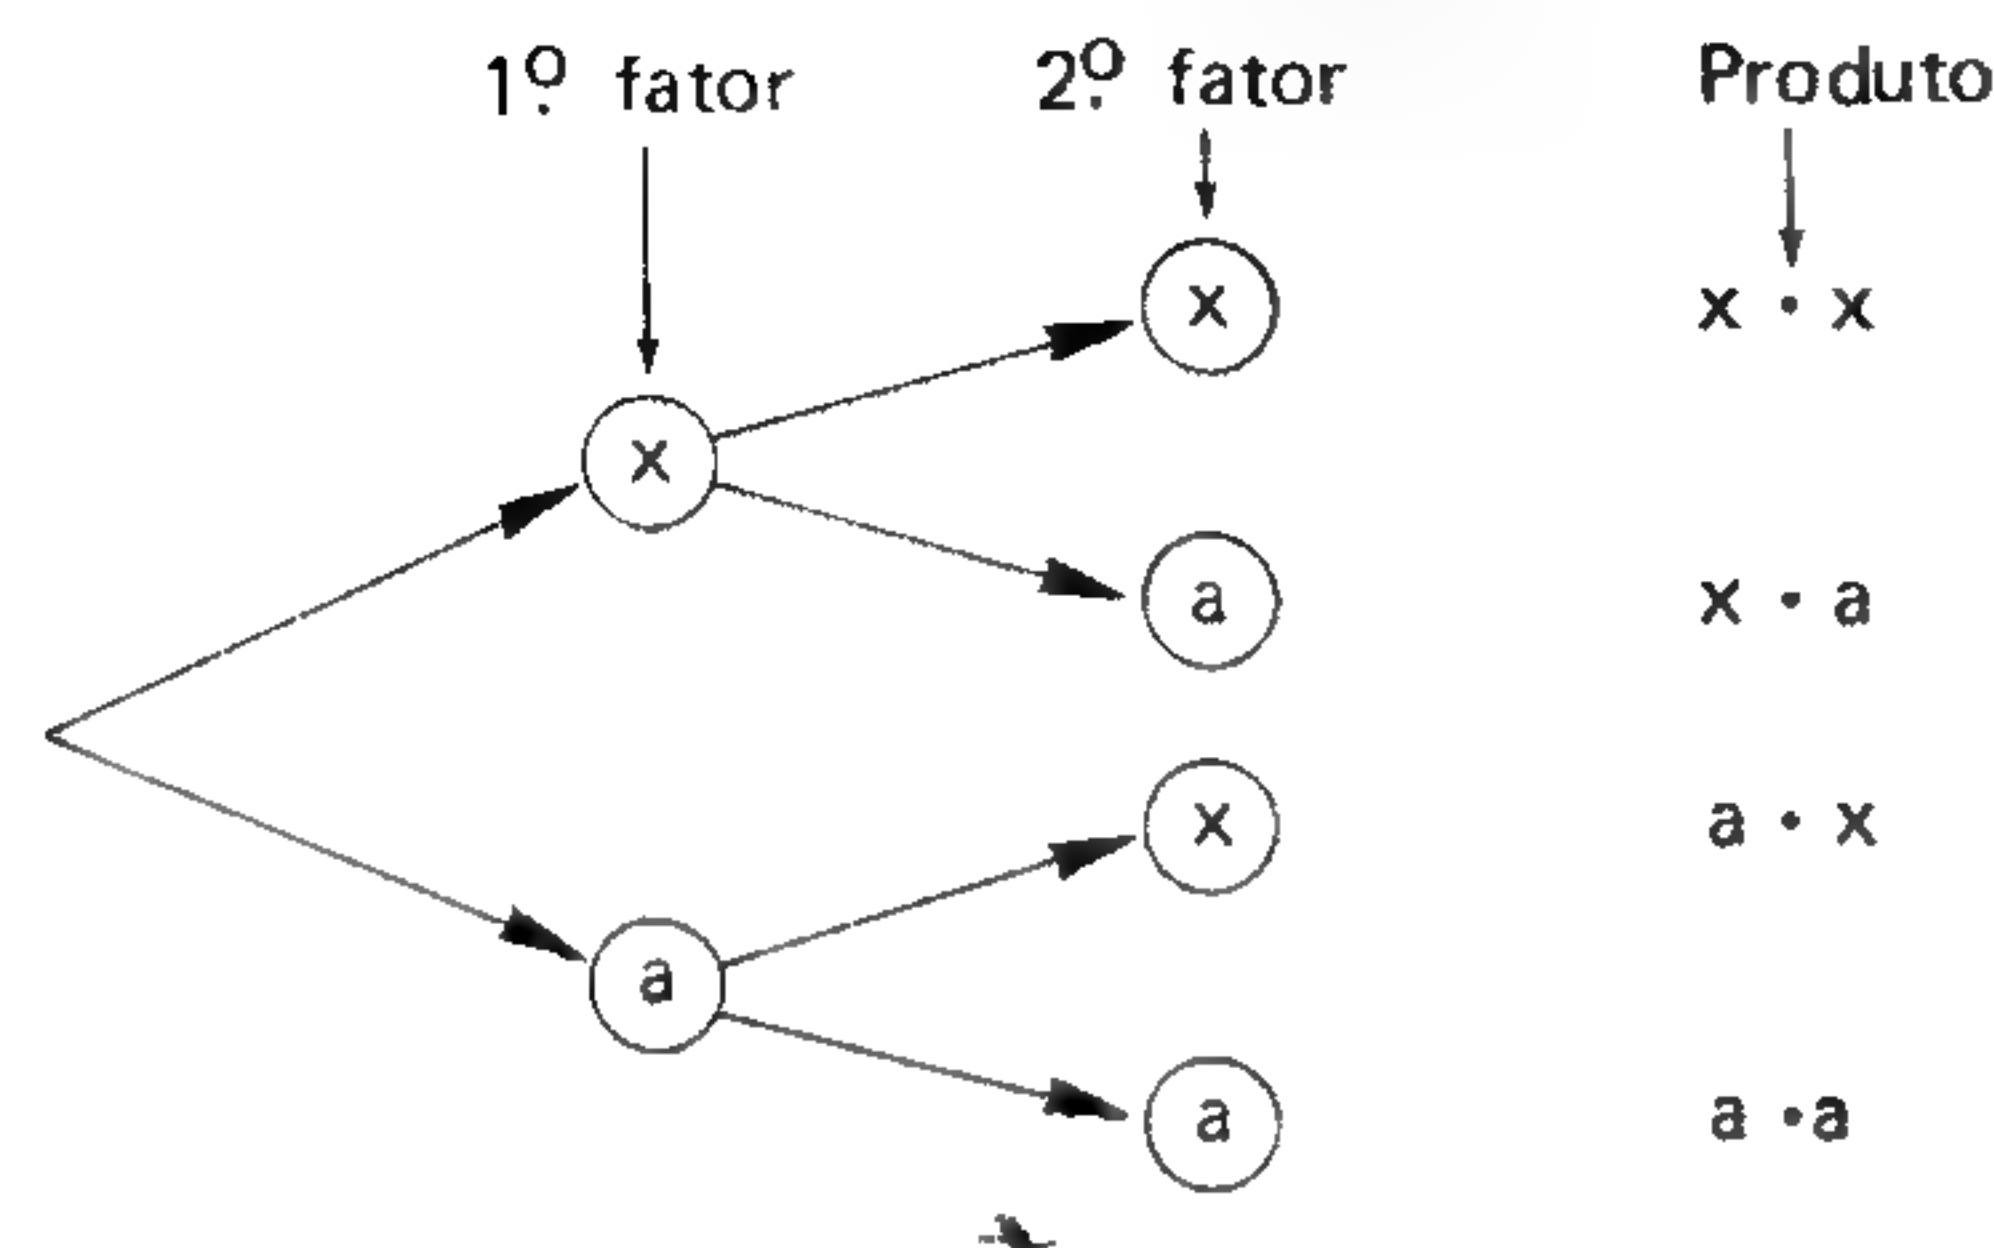 1º fator 2º fator Produto
x x · x
x
a x · a
x a · x
a
a a · a